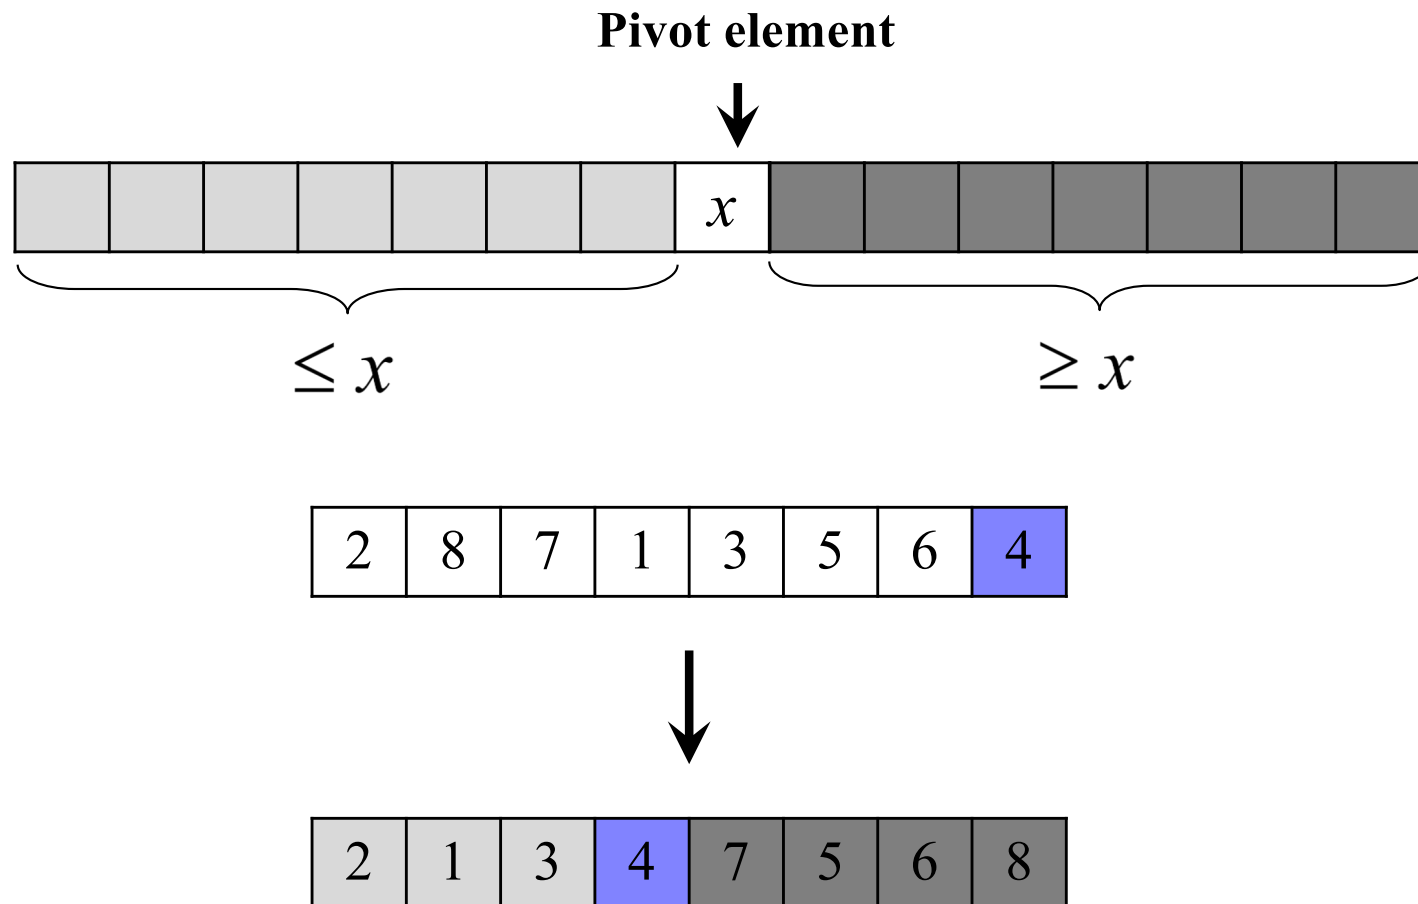 Pivot element
x
≤ x ≥ x
2 8 7 1 3 5 6 4
2 1 3 4 7 5 6 8